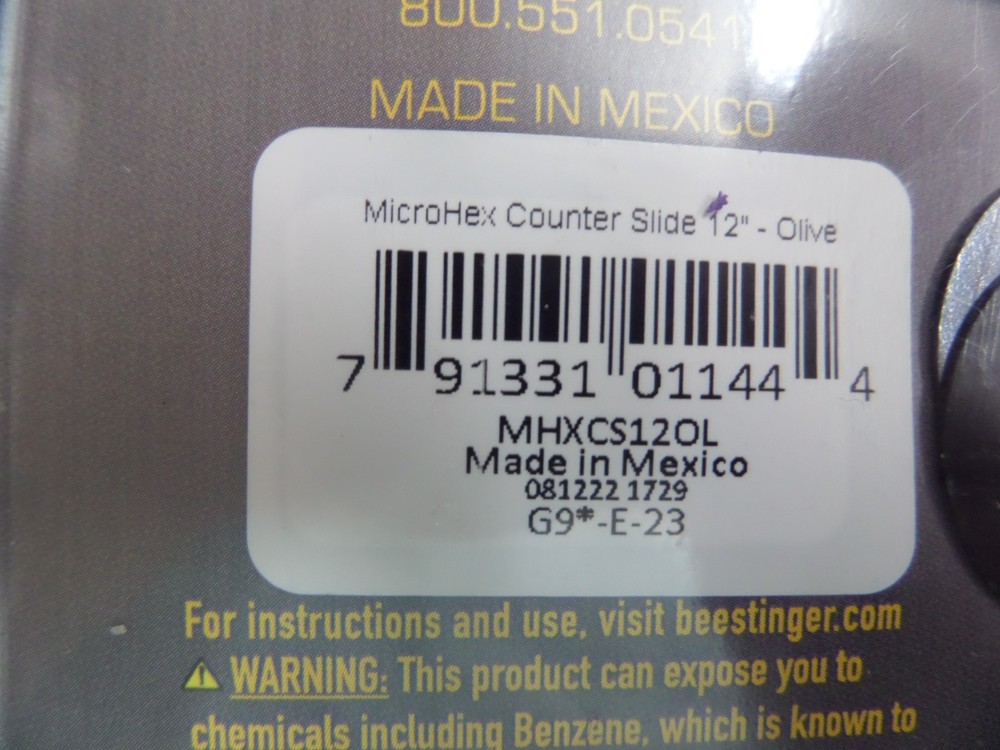 800.551.0541
MADE IN MEXICO
MicroHex Counter Slide 12" - Olive
7 91331 01144 4
MHXCS12OL
Made in Mexico
081222 1729
G9*-E-23
For instructions and use, visit beestinger.com
WARNING: This product can expose you to
chemicals including Benzene, which is known to